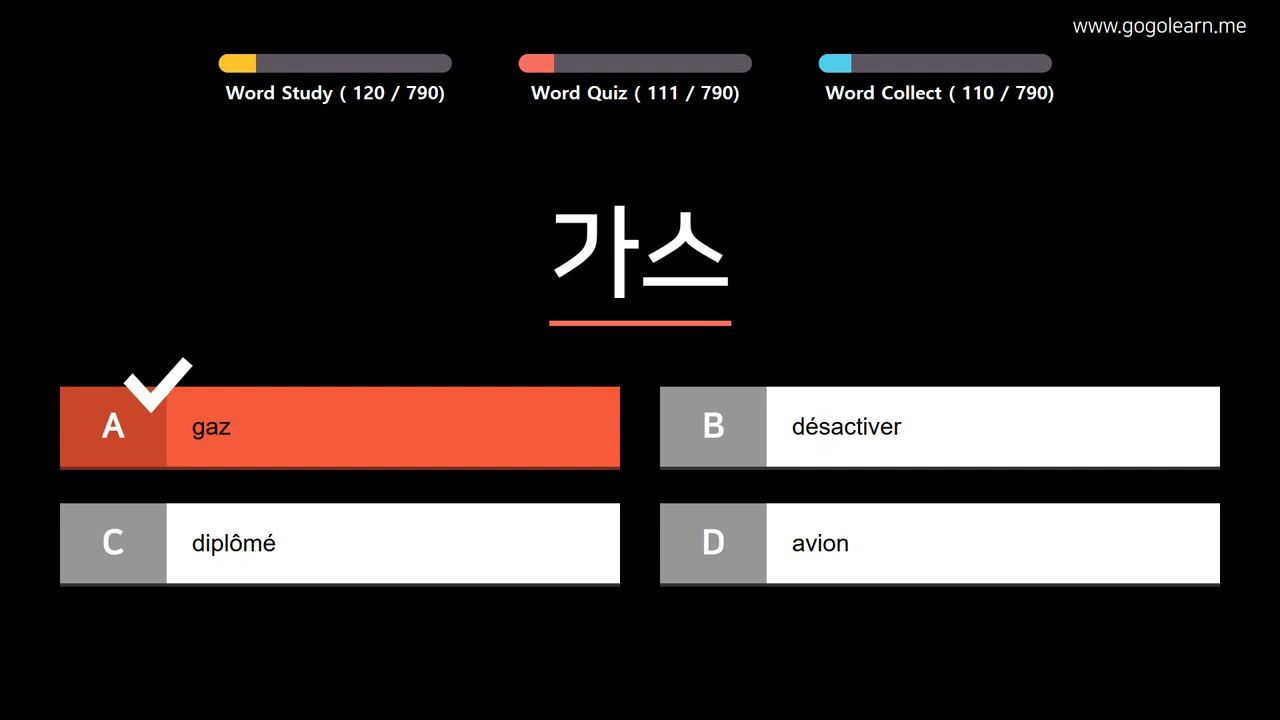 www.gogolearn.me
Word Study ( 120 / 790)
Word Quiz ( 111 / 790)
Word Collect ( 110 / 790)
가스
A gaz
B désactiver
C diplômé
D avion